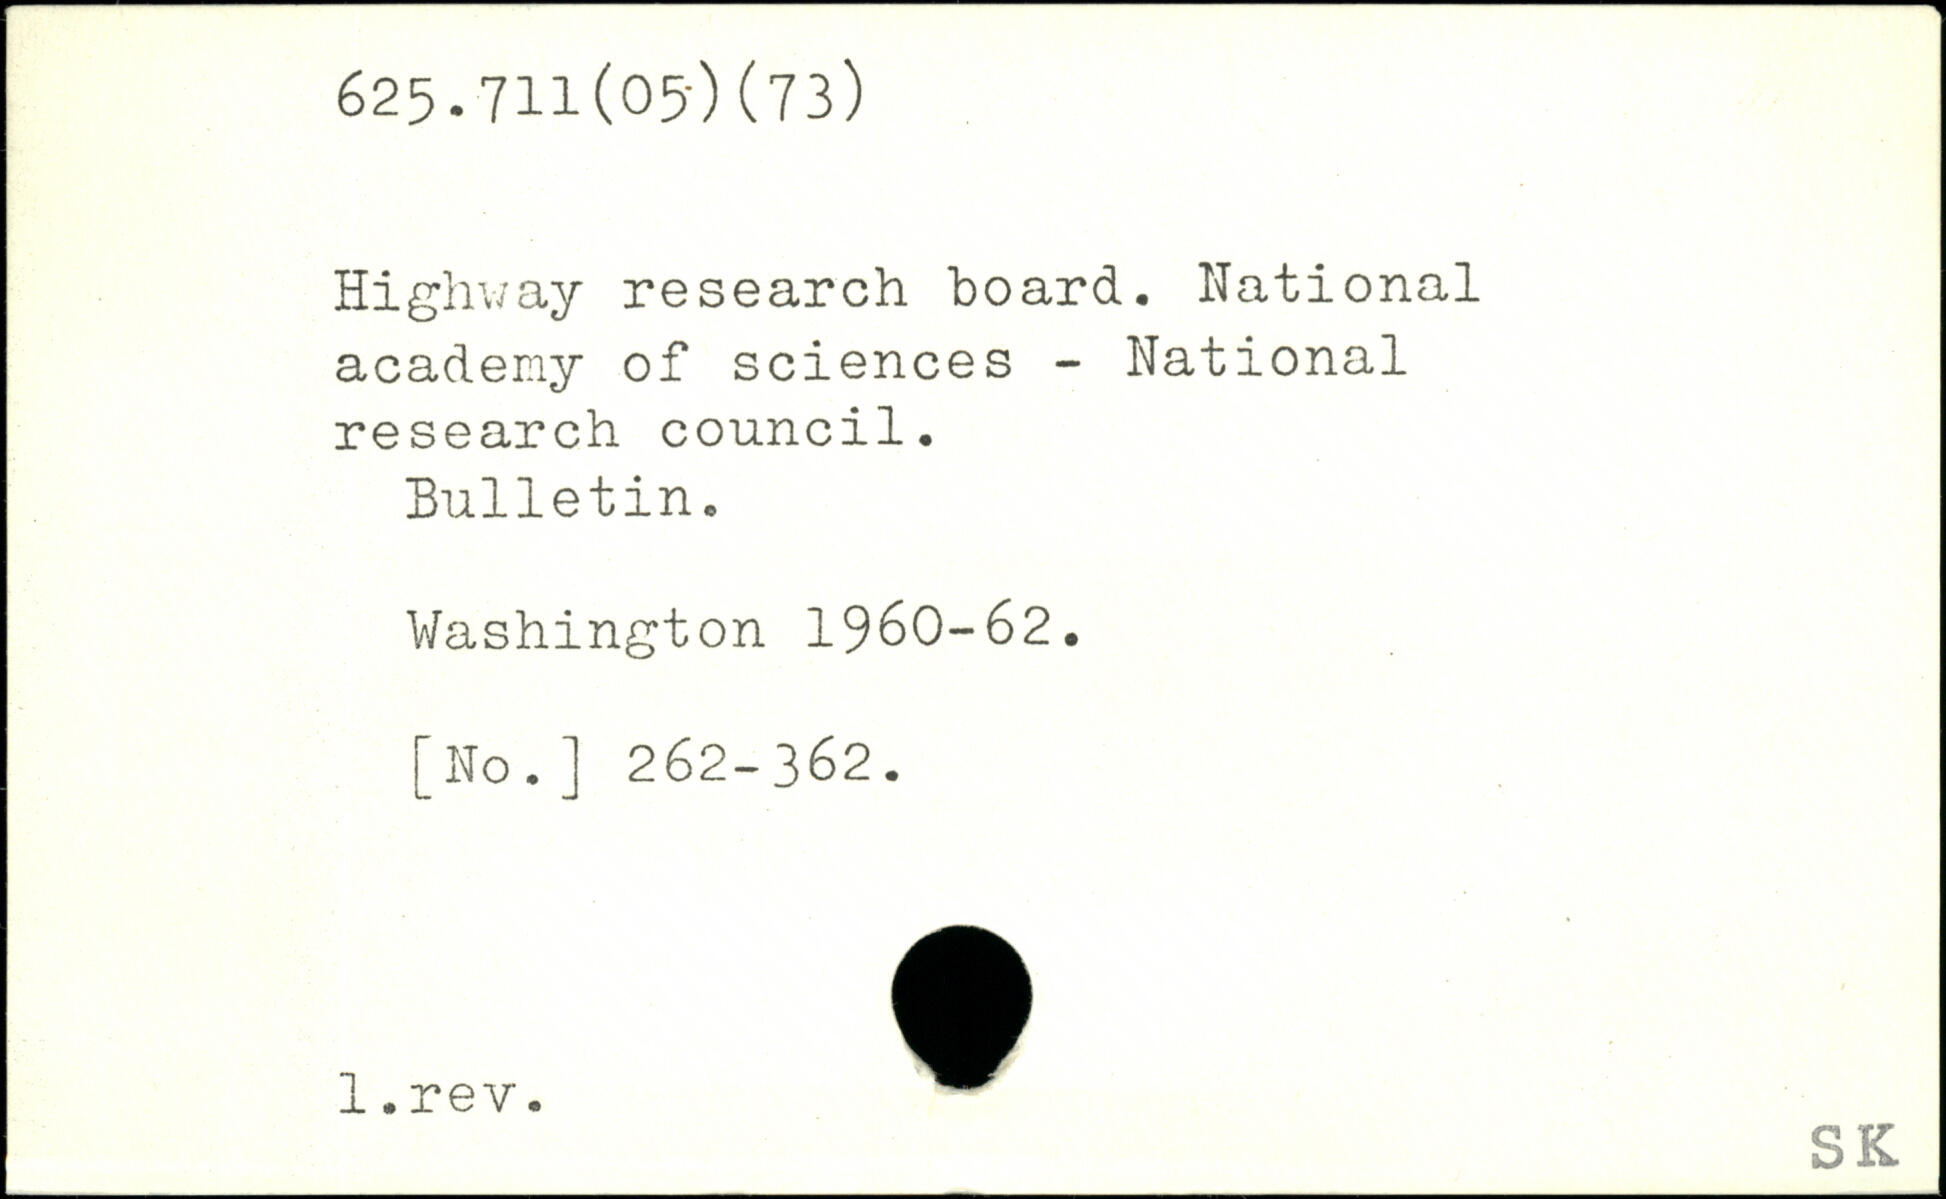 625.711(05)(73)
Highway research board. National
academy of sciences - National
research council.
Bulletin.
Washington 1960-62.
[No.] 262-362.
1.rev.
SK